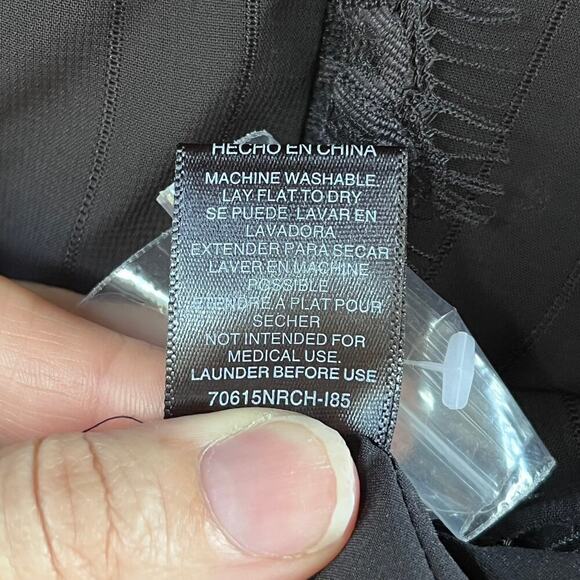 HECHO EN CHINA
MACHINE WASHABLE.
LAY FLAT TO DRY
SE PUEDE LAVAR EN
LAVADORA
EXTENDER PARA SECAR
LAVER EN MACHINE
POSSIBLE
ETENDRE A PLAT POUR
SECHER
NOT INTENDED FOR
MEDICAL USE.
LAUNDER BEFORE USE
70615NRCH-I85